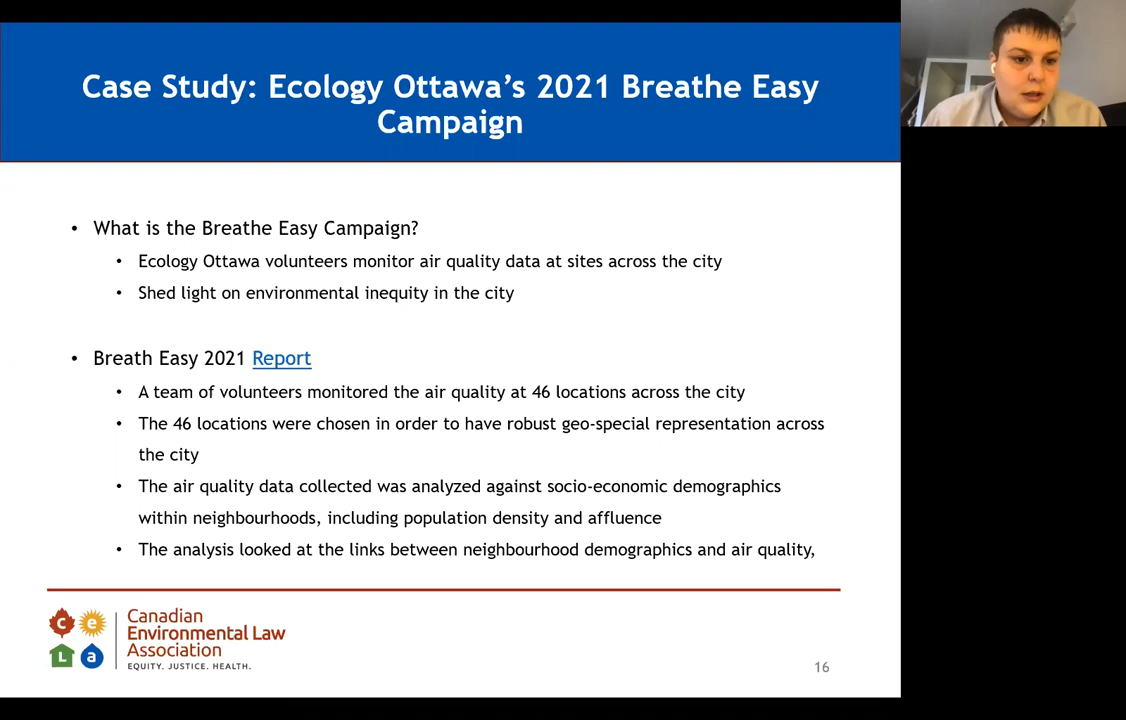 Case Study: Ecology Ottawa's 2021 Breathe Easy
Campaign
• What is the Breathe Easy Campaign?
• Ecology Ottawa volunteers monitor air quality data at sites across the city
• Shed light on environmental inequity in the city
• Breath Easy 2021 Report
• A team of volunteers monitored the air quality at 46 locations across the city
• The 46 locations were chosen in order to have robust geo-special representation across
the city
• The air quality data collected was analyzed against socio-economic demographics
within neighbourhoods, including population density and affluence
• The analysis looked at the links between neighbourhood demographics and air quality,
c e
L a
Canadian
Environmental Law
Association
EQUITY. JUSTICE. HEALTH.
16